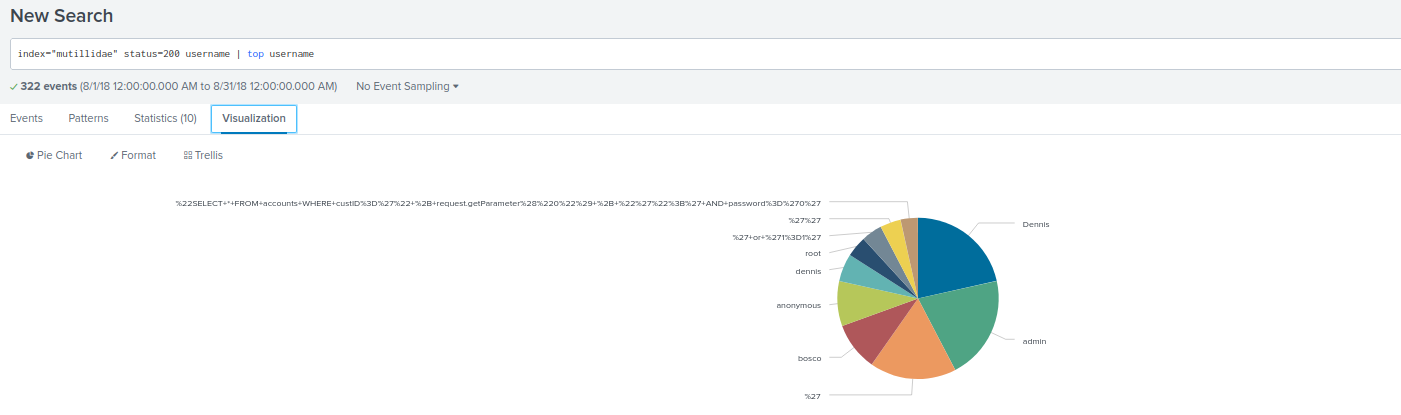 New Search
index="mutillidae" status=200 username | top username
322 events (8/1/18 12:00:00.000 AM to 8/31/18 12:00:00.000 AM) No Event Sampling
Events Patterns Statistics (10) Visualization
Pie Chart Format Trellis
%22SELECT+*+FROM+accounts+WHERE+custID%3D%27%22+%2B+request.getParameter%28%220%22%29+%2B+%22%27%22%3B%27+AND+password%3D%270%27
%27%27
Dennis
%27+or+%271%3D1%27
root
dennis
anonymous
admin
bosco
%27